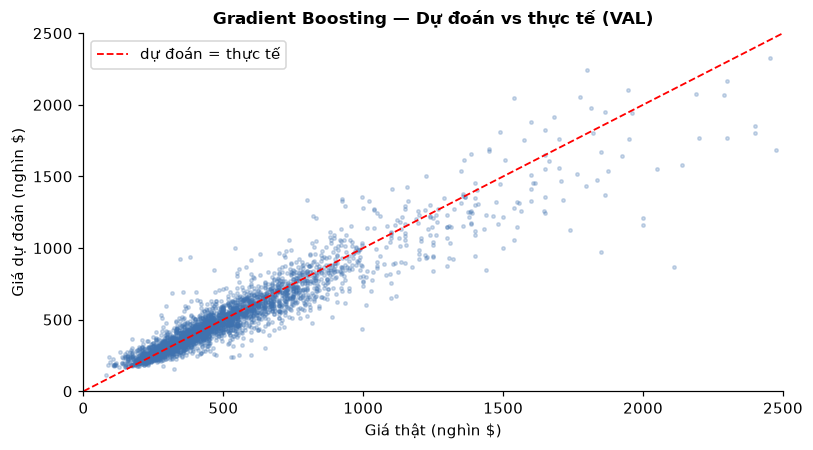 Gradient Boosting — Dự đoán vs thực tế (VAL)
dự đoán = thực tế
Giá dự đoán (nghìn $)
2500
2000
1500
1000
500
0
0 500 1000 1500 2000 2500
Giá thật (nghìn $)